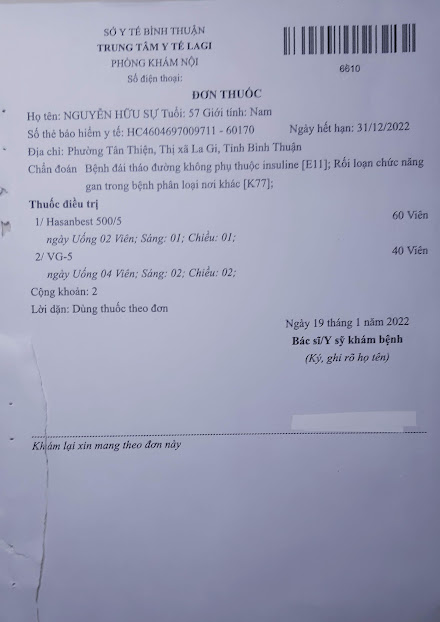 SỞ Y TẾ BÌNH THUẬN
TRUNG TÂM Y TẾ LAGI
PHÒNG KHÁM NỘI
Số điện thoại:
6610
ĐƠN THUỐC
Họ tên: NGUYỄN HỮU SỰ Tuổi: 57 Giới tính: Nam
Số thẻ bảo hiểm y tế: HC4604697009711 - 60170 Ngày hết hạn: 31/12/2022
Địa chỉ: Phường Tân Thiện, Thị xã La Gi, Tỉnh Bình Thuận
Chẩn đoán Bệnh đái tháo đường không phụ thuộc insuline [E11]; Rối loạn chức năng
gan trong bệnh phân loại nơi khác [K77];
Thuốc điều trị
1/ Hasanbest 500/5 60 Viên
ngày Uống 02 Viên; Sáng: 01; Chiều: 01;
2/ VG-5 40 Viên
ngày Uống 04 Viên; Sáng: 02; Chiều: 02;
Cộng khoản: 2
Lời dặn: Dùng thuốc theo đơn
Ngày 19 tháng 1 năm 2022
Bác sĩ/Y sỹ khám bệnh
(Ký, ghi rõ họ tên)
Khám lại xin mang theo đơn này